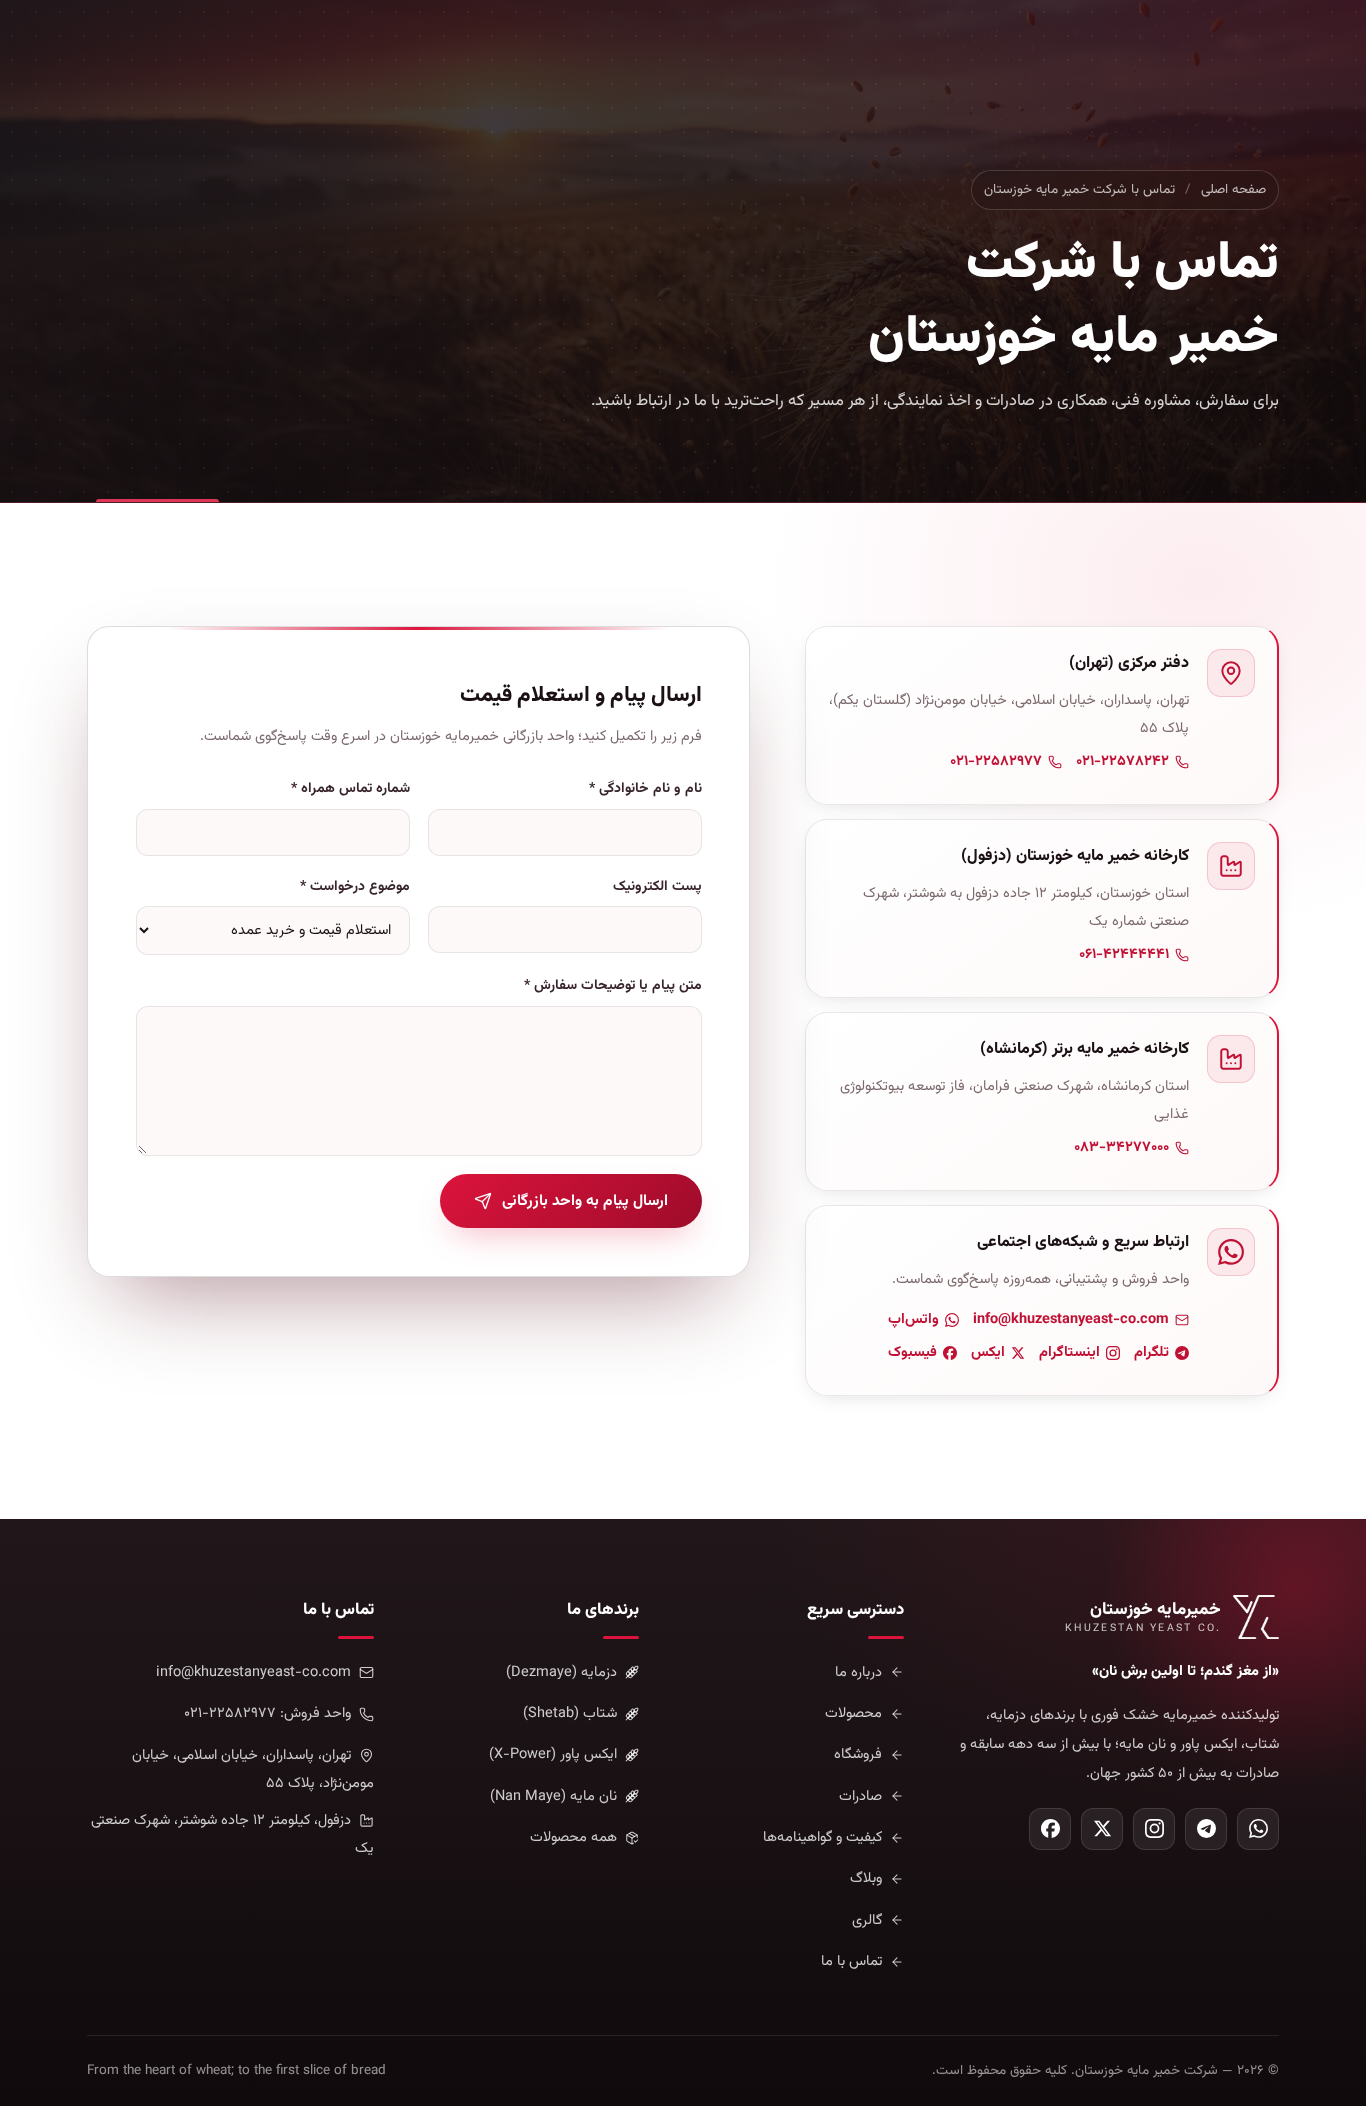 صفحه اصلی / تماس با شرکت خمیر مایه خوزستان
تماس با شرکت
خمیر مایه خوزستان
برای سفارش، مشاوره فنی، همکاری در صادرات و اخذ نمایندگی، از هر مسیر که راحت‌ترید با ما در ارتباط باشید.
دفتر مرکزی (تهران)
تهران، پاسداران، خیابان اسلامی، خیابان مومن‌نژاد (گلستان یکم)،
پلاک ۵۵
۰۲۱-۲۲۵۷۸۲۴۲ ۰۲۱-۲۲۵۸۲۹۷۷
کارخانه خمیر مایه خوزستان (دزفول)
استان خوزستان، کیلومتر ۱۲ جاده دزفول به شوشتر، شهرک
صنعتی شماره یک
۰۶۱-۴۲۴۴۴۴۴۱
کارخانه خمیر مایه برتر (کرمانشاه)
استان کرمانشاه، شهرک صنعتی فرامان، فاز توسعه بیوتکنولوژی
غذایی
۰۸۳-۳۴۲۷۷۰۰۰
ارتباط سریع و شبکه‌های اجتماعی
واحد فروش و پشتیبانی، همه‌روزه پاسخ‌گوی شماست.
info@khuzestanyeast-co.com واتس‌اپ
تلگرام اینستاگرام ایکس فیسبوک
ارسال پیام و استعلام قیمت
فرم زیر را تکمیل کنید؛ واحد بازرگانی خمیرمایه خوزستان در اسرع وقت پاسخ‌گوی شماست.
نام و نام خانوادگی * شماره تماس همراه *
پست الکترونیک موضوع درخواست *
استعلام قیمت و خرید عمده
متن پیام یا توضیحات سفارش *
ارسال پیام به واحد بازرگانی
خمیرمایه خوزستان
KHUZESTAN YEAST CO.
«از مغز گندم؛ تا اولین برش نان»
تولیدکننده خمیرمایه خشک فوری با برندهای دزمایه،
شتاب، ایکس پاور و نان مایه؛ با بیش از سه دهه سابقه و
صادرات به بیش از ۵۰ کشور جهان.
دسترسی سریع
درباره ما
محصولات
فروشگاه
صادرات
کیفیت و گواهینامه‌ها
وبلاگ
گالری
تماس با ما
برندهای ما
دزمایه (Dezmaye)
شتاب (Shetab)
ایکس پاور (X-Power)
نان مایه (Nan Maye)
همه محصولات
تماس با ما
info@khuzestanyeast-co.com
واحد فروش: ۰۲۱-۲۲۵۸۲۹۷۷
تهران، پاسداران، خیابان اسلامی، خیابان
مومن‌نژاد، پلاک ۵۵
دزفول، کیلومتر ۱۲ جاده شوشتر، شهرک صنعتی
یک
© ۲۰۲۶ — شرکت خمیر مایه خوزستان. کلیه حقوق محفوظ است.
From the heart of wheat; to the first slice of bread